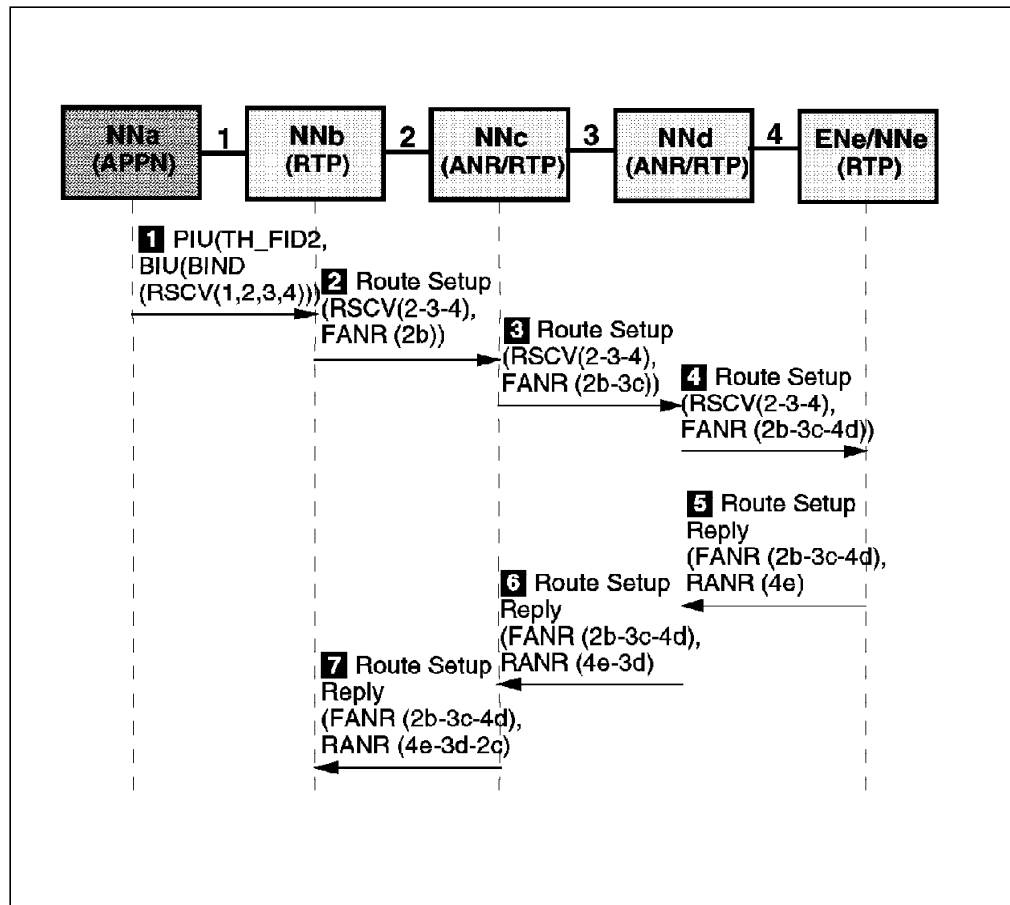 NNa
(APPN)
1
NNb
(RTP)
2
NNc
(ANR/RTP)
3
NNd
(ANR/RTP)
4
ENe/NNe
(RTP)
1 PIU(TH_FID2,
BIU(BIND
(RSCV(1,2,3,4)))
2 Route Setup
(RSCV(2-3-4),
FANR (2b))
3 Route Setup
(RSCV(2-3-4),
FANR (2b-3c))
4 Route Setup
(RSCV(2-3-4),
FANR (2b-3c-4d))
5 Route Setup
Reply
(FANR (2b-3c-4d),
RANR (4e)
6 Route Setup
Reply
(FANR (2b-3c-4d),
RANR (4e-3d)
7 Route Setup
Reply
(FANR (2b-3c-4d),
RANR (4e-3d-2c)